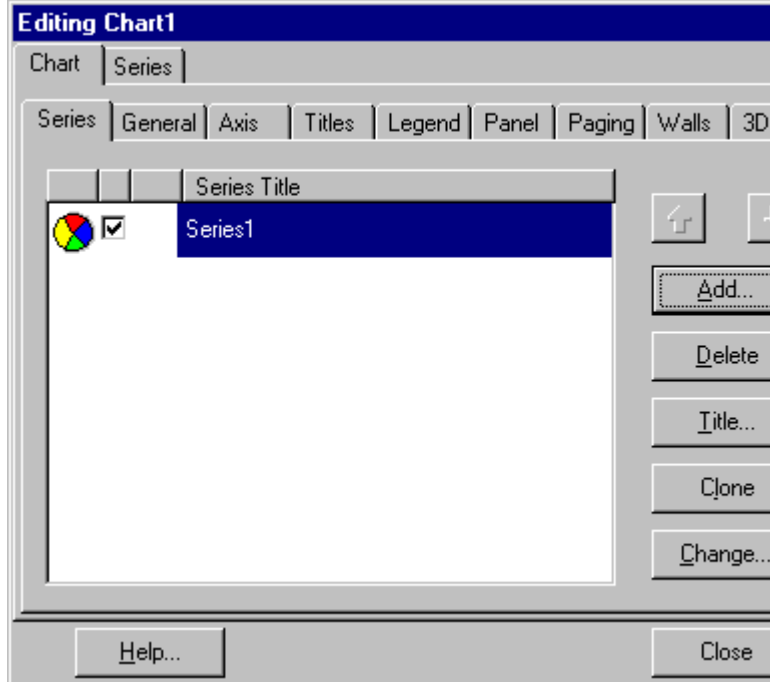 Editing Chart1
Chart Series
Series General Axis Titles Legend Panel Paging Walls 3D
Series Title
Series1
Add...
Delete
Title...
Clone
Change...
Help... Close